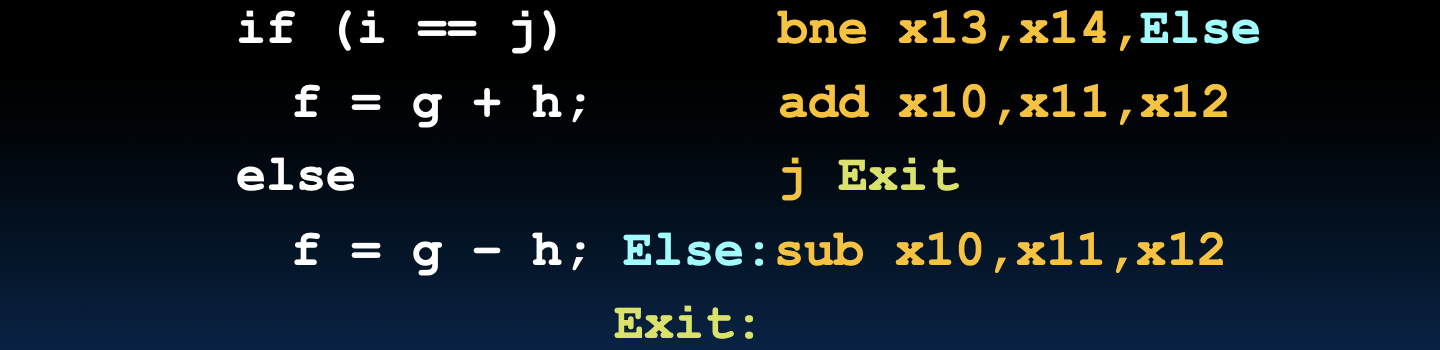 if (i == j) bne x13,x14,Else
f = g + h; add x10,x11,x12
else j Exit
f = g − h; Else:sub x10,x11,x12
Exit: